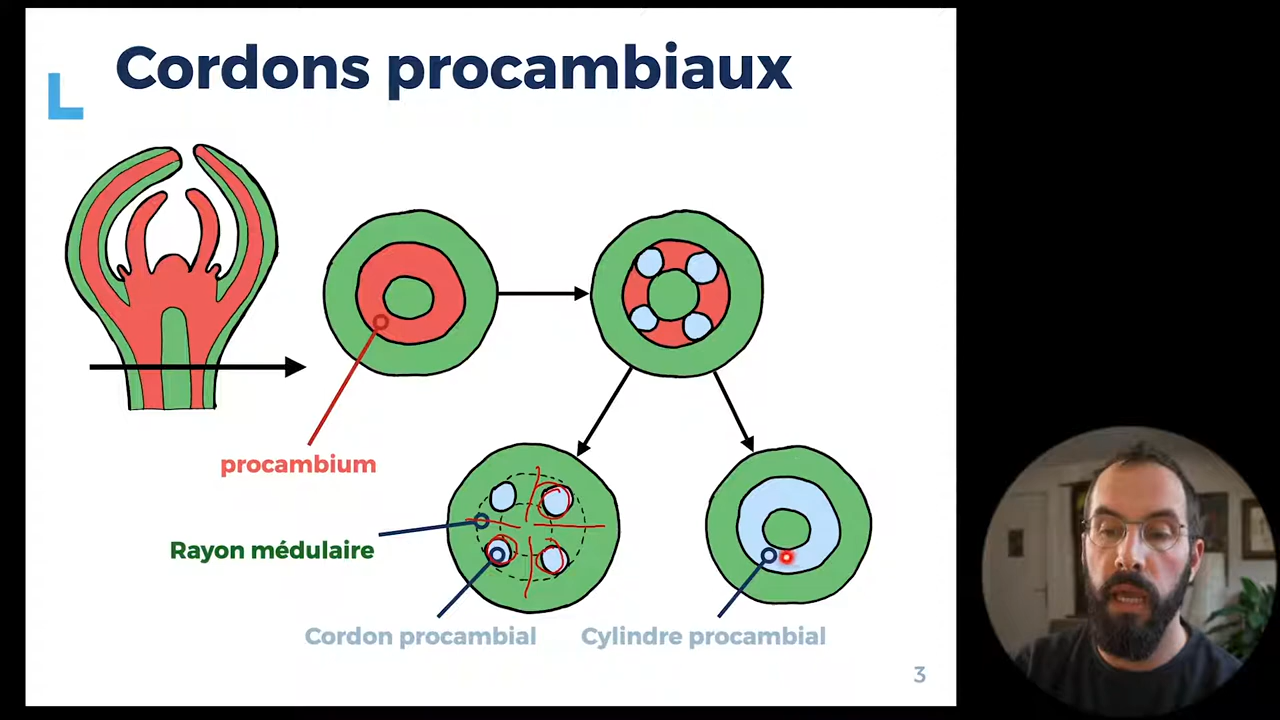 Cordons procambiaux
procambium
Rayon médulaire
Cordon procambial
Cylindre procambial
3